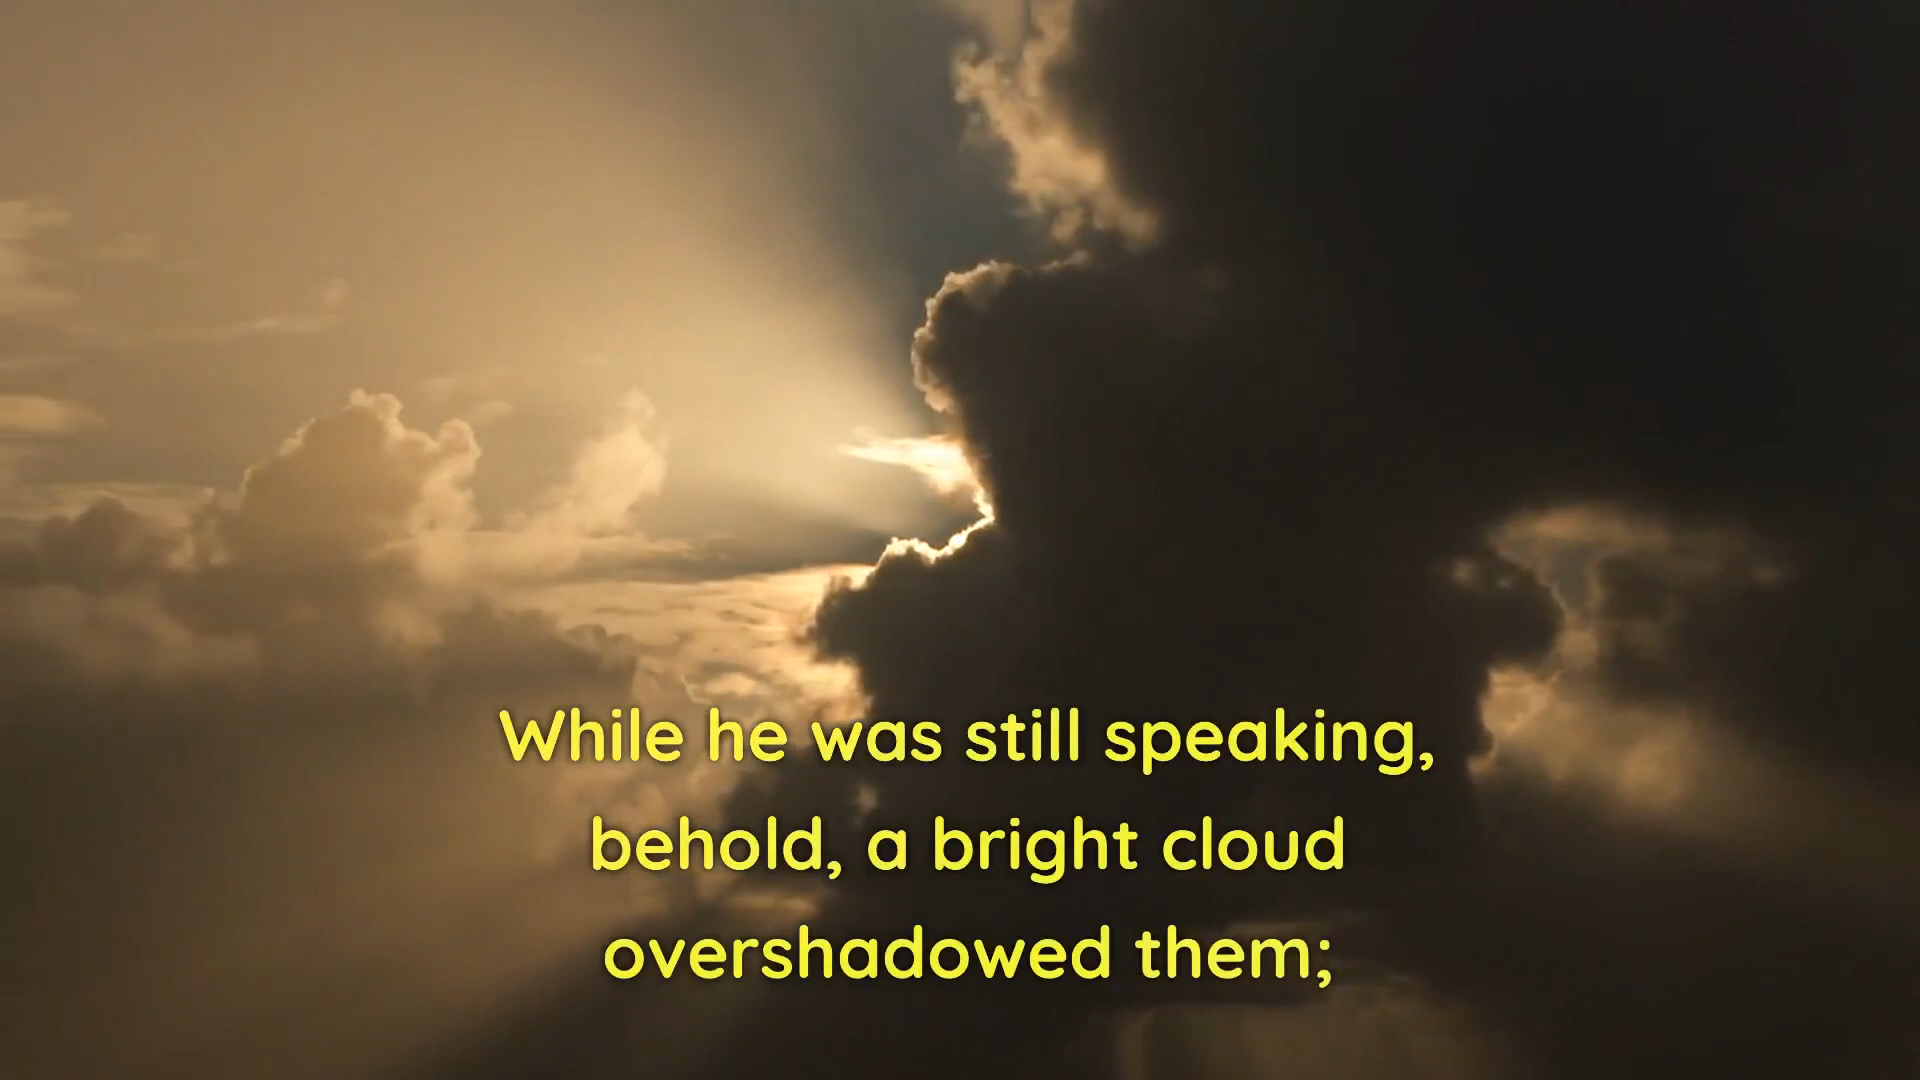 While he was still speaking,
behold, a bright cloud
overshadowed them;